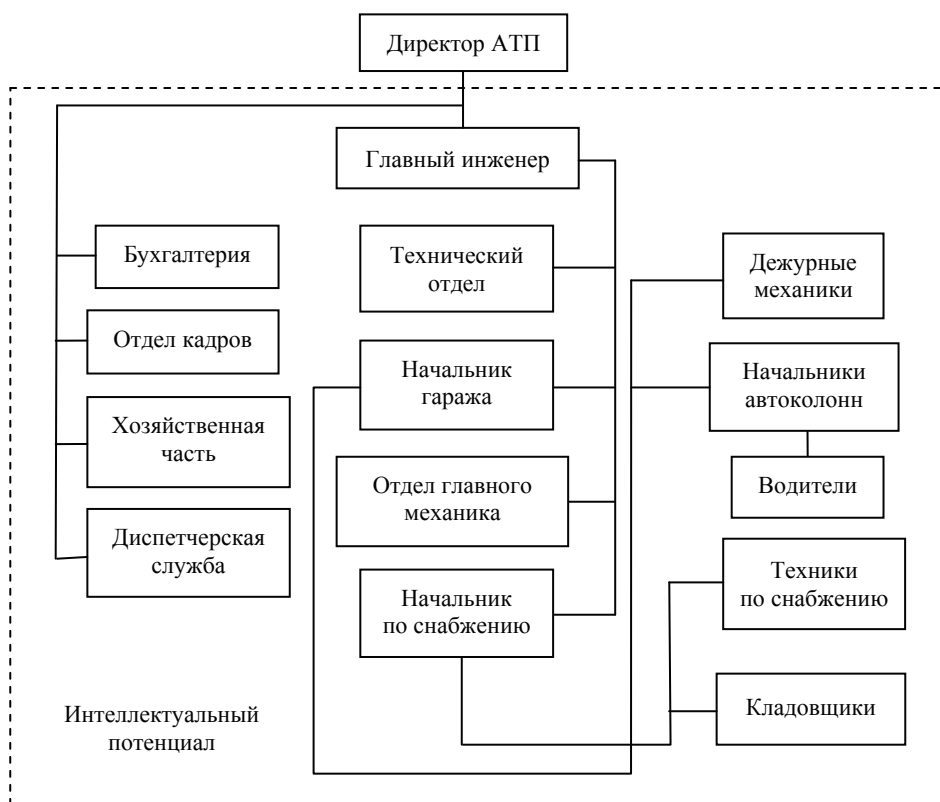 Директор АТП
Главный инженер
Бухгалтерия
Отдел кадров
Хозяйственная
часть
Диспетчерская
служба
Технический
отдел
Начальник
гаража
Отдел главного
механика
Начальник
по снабжению
Дежурные
механики
Начальники
автоколонн
Водители
Техники
по снабжению
Кладовщики
Интеллектуальный
потенциал